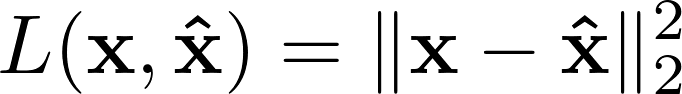 L(𝐱, 𝐱̂) = ‖𝐱 − 𝐱̂‖₂²